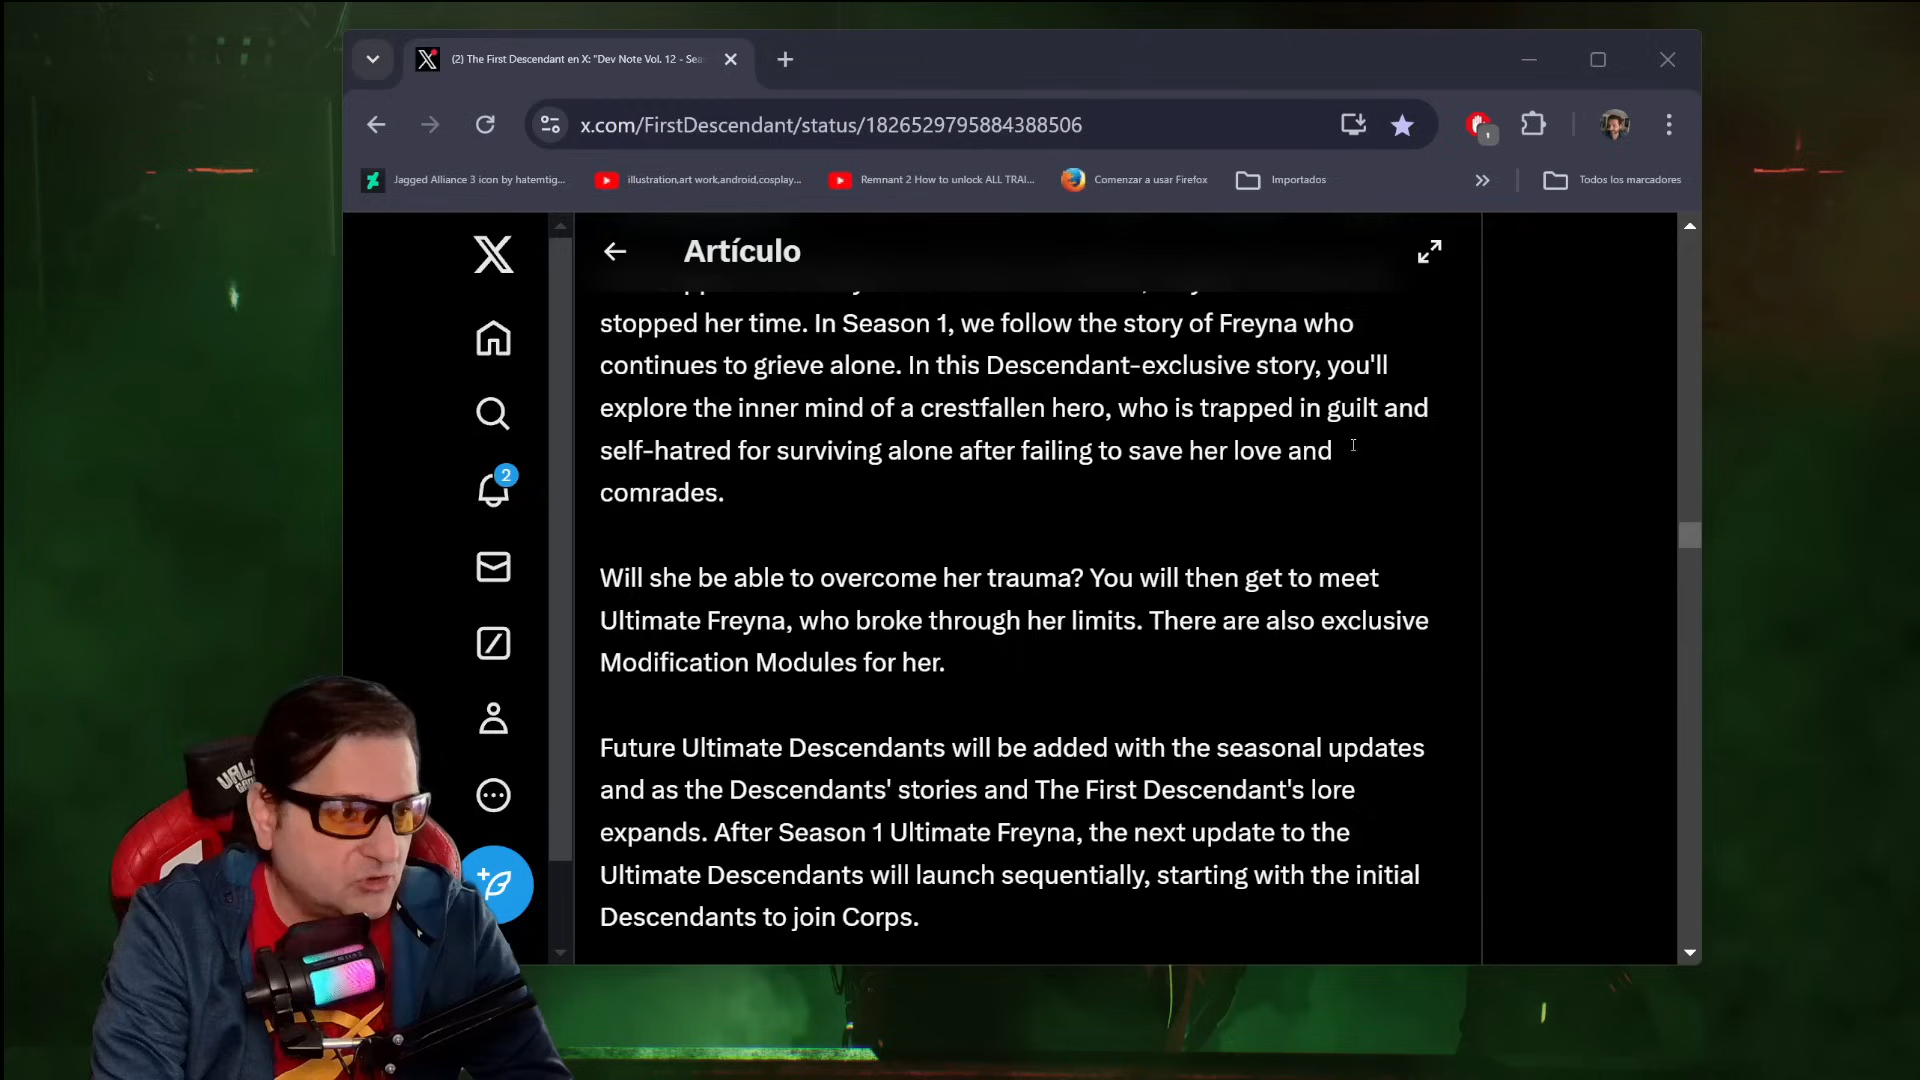 (2) The First Descendant en X: "Dev Note Vol. 12 - Sea
x.com/FirstDescendant/status/1826529795884388506
1
Jagged Alliance 3 icon by hatemtig...
illustration,art work,android,cosplay...
Remnant 2 How to unlock ALL TRAI...
Comenzar a usar Firefox
Importados
Todos los marcadores
Artículo
stopped her time. In Season 1, we follow the story of Freyna who
continues to grieve alone. In this Descendant-exclusive story, you'll
explore the inner mind of a crestfallen hero, who is trapped in guilt and
self-hatred for surviving alone after failing to save her love and
comrades.
2
Will she be able to overcome her trauma? You will then get to meet
Ultimate Freyna, who broke through her limits. There are also exclusive
Modification Modules for her.
Future Ultimate Descendants will be added with the seasonal updates
and as the Descendants' stories and The First Descendant's lore
expands. After Season 1 Ultimate Freyna, the next update to the
Ultimate Descendants will launch sequentially, starting with the initial
Descendants to join Corps.